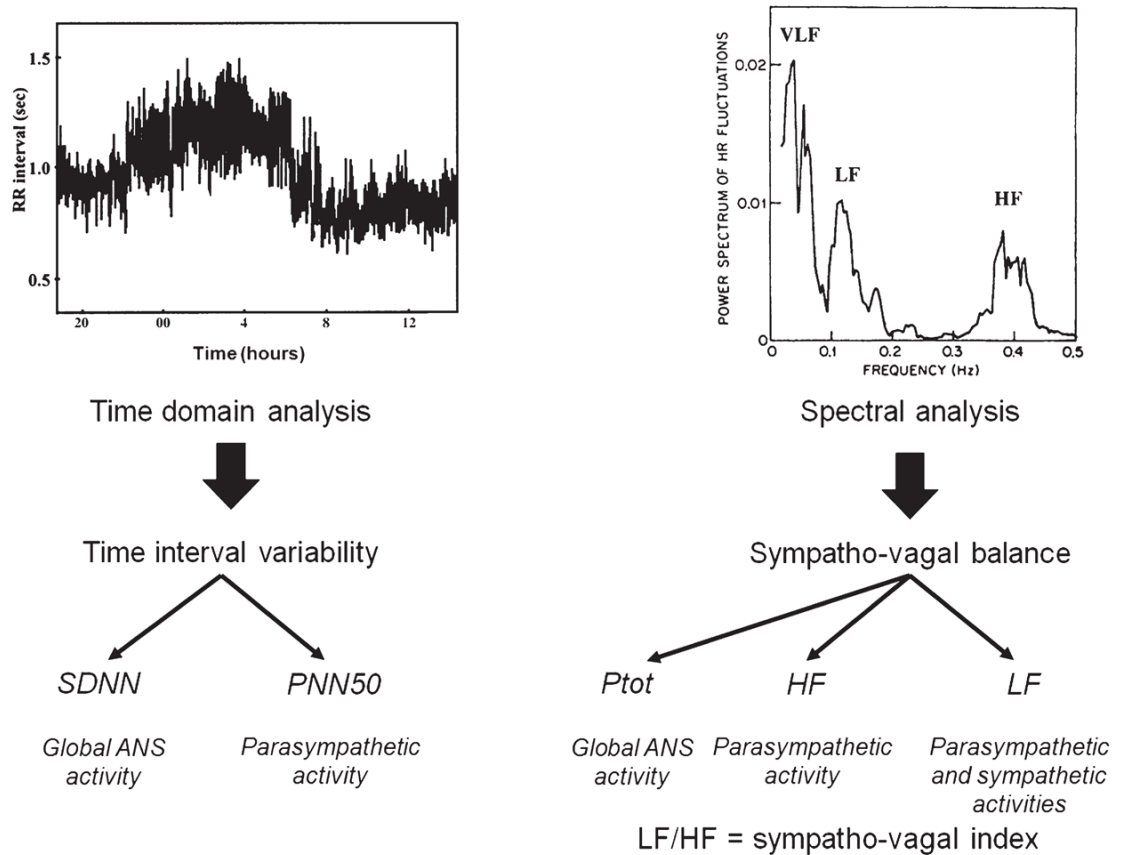 RR interval (sec)
1.5
1.0
0.5
20 00 4 8 12
Time (hours)
Time domain analysis
Time interval variability
SDNN PNN50
Global ANS
activity
Parasympathetic
activity
POWER SPECTRUM OF HR FLUCTUATIONS
VLF
LF
HF
0.02
0.01
0
0 0.1 0.2 0.3 0.4 0.5
FREQUENCY (Hz)
Spectral analysis
Sympatho-vagal balance
Ptot HF LF
Global ANS
activity
Parasympathetic
activity
Parasympathetic
and sympathetic
activities
LF/HF = sympatho-vagal index